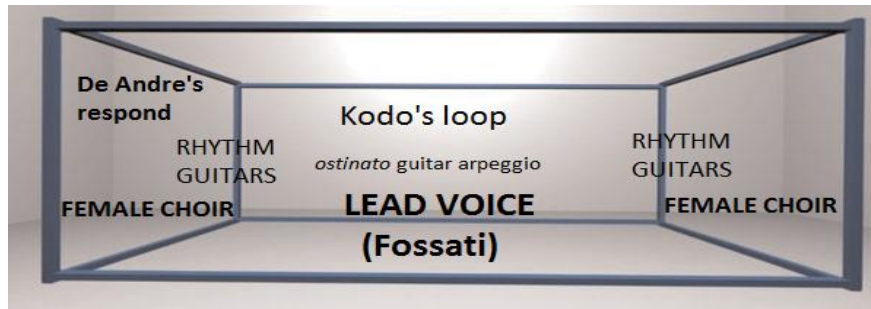 De Andre's
respond
Kodo's loop
RHYTHM
GUITARS
ostinato guitar arpeggio
RHYTHM
GUITARS
FEMALE CHOIR
LEAD VOICE
(Fossati)
FEMALE CHOIR